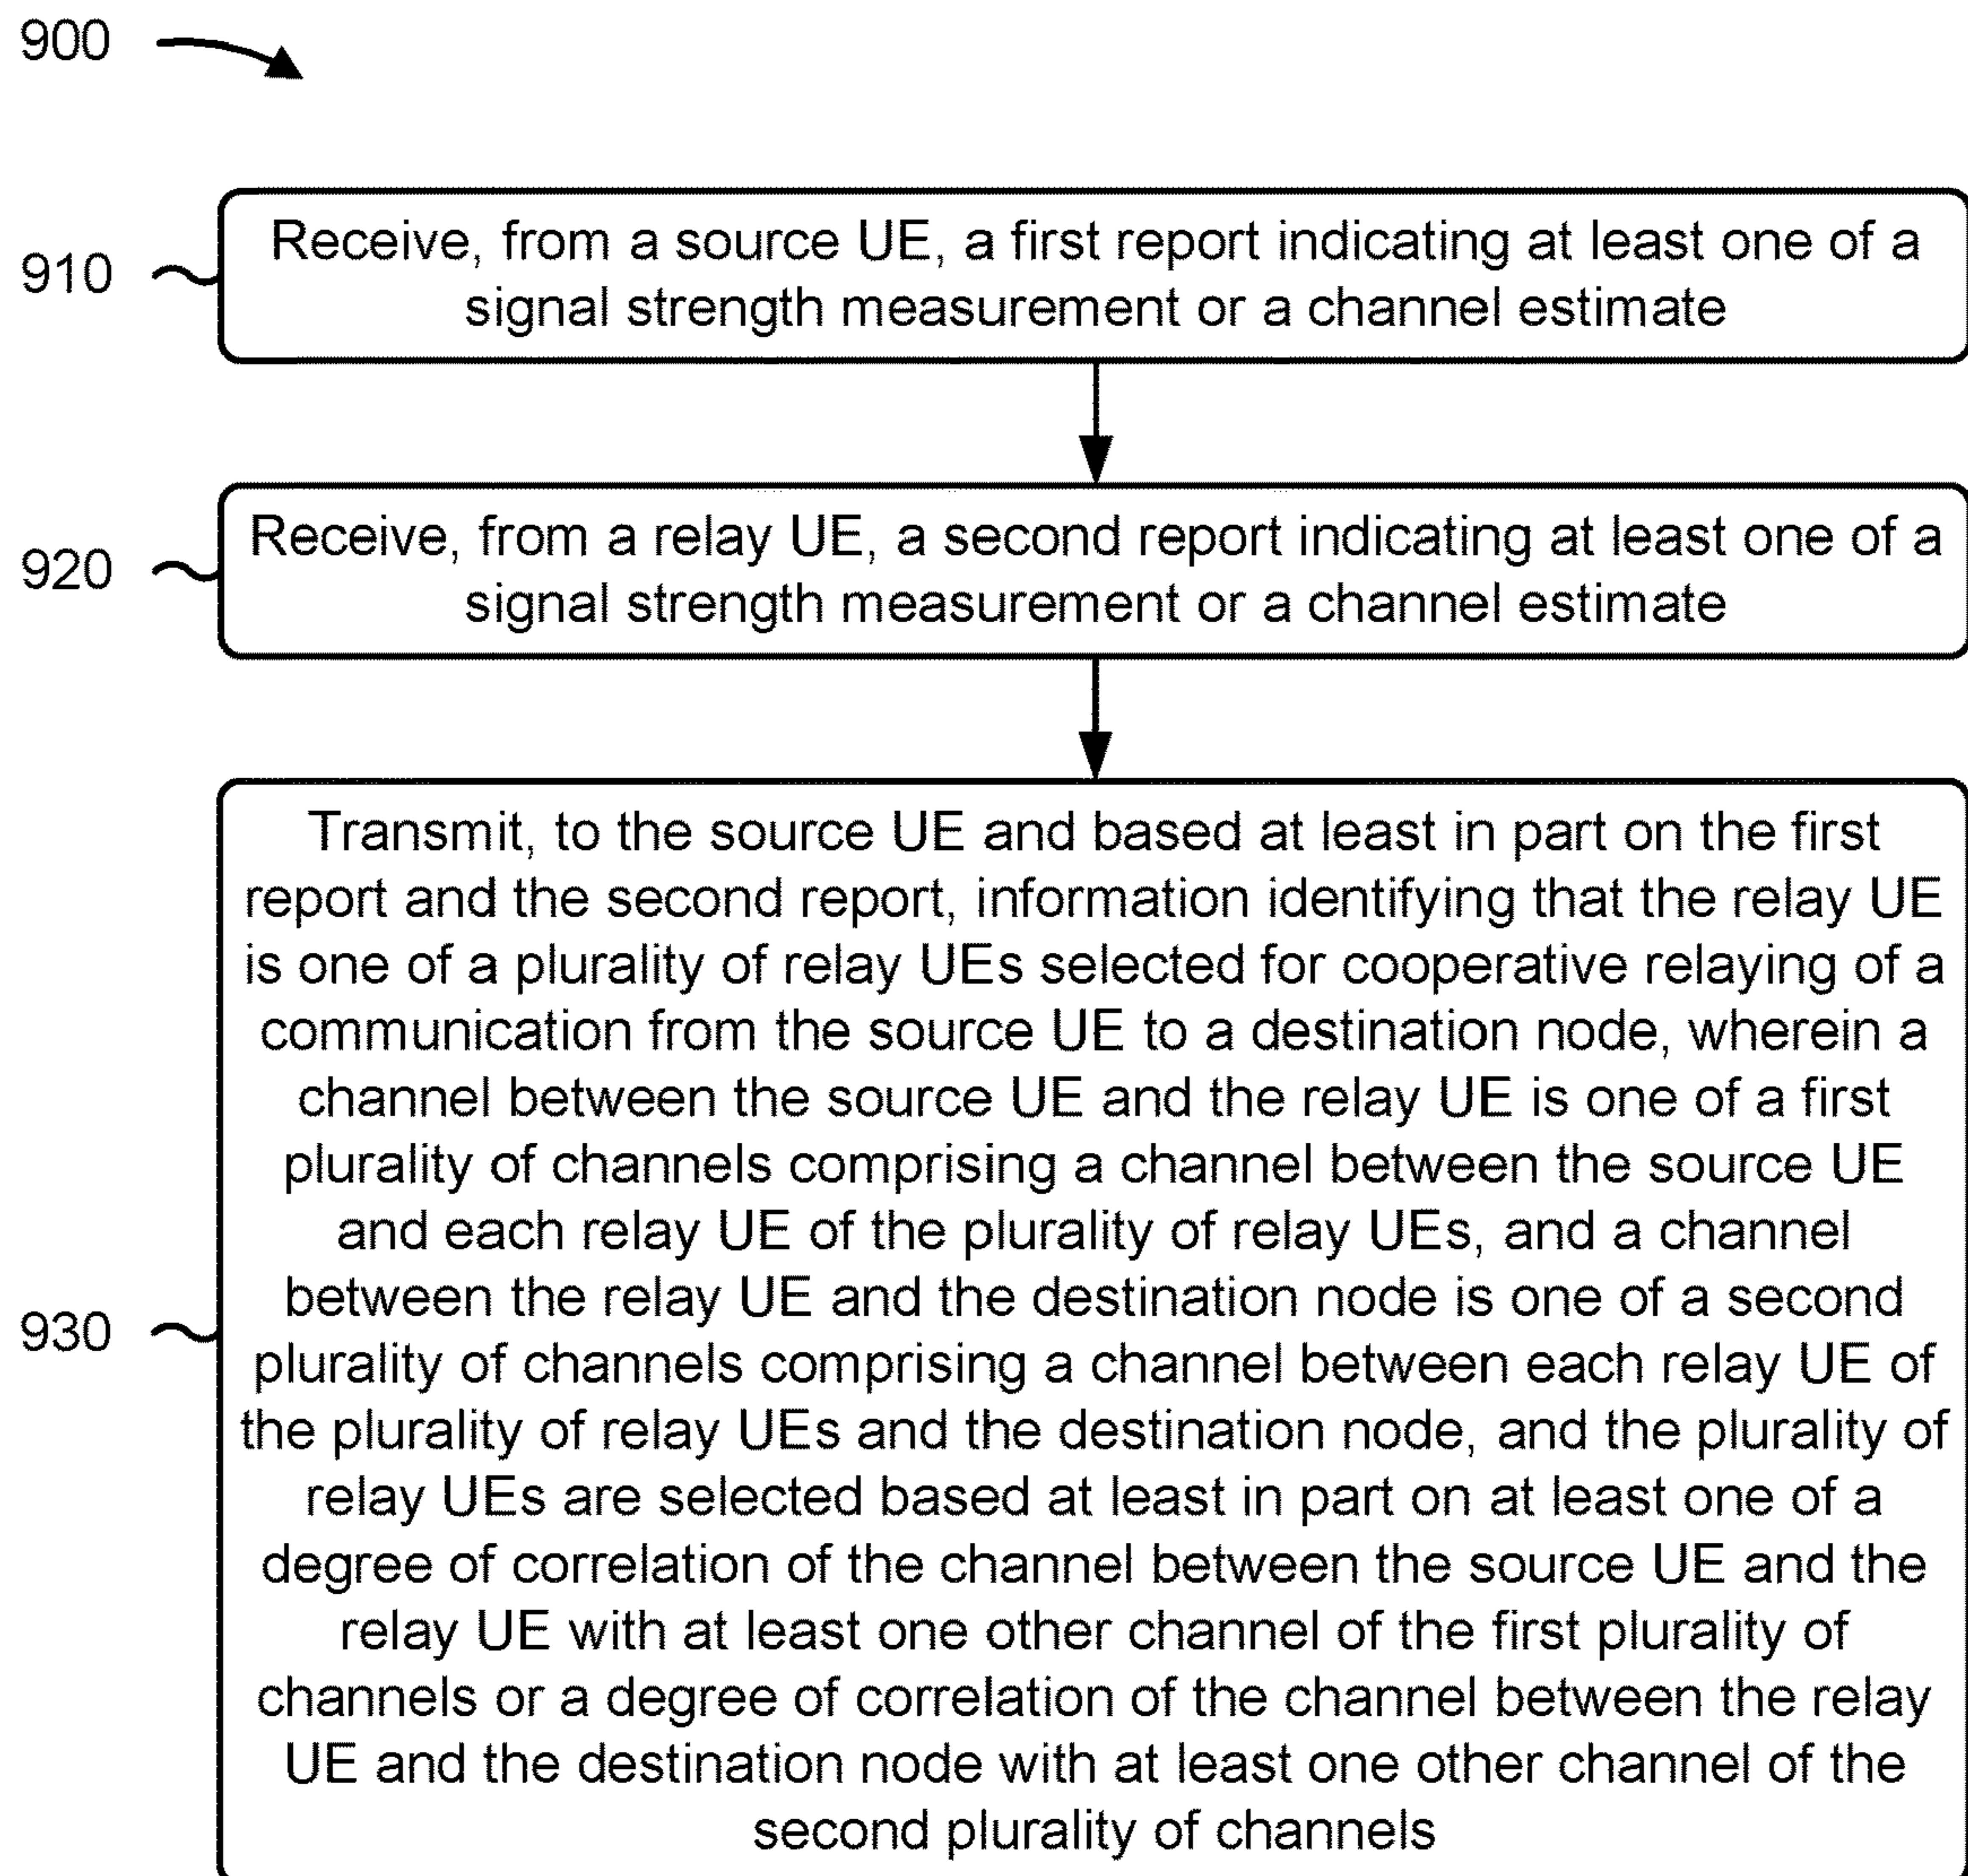 900
910
Receive, from a source UE, a first report indicating at least one of a
signal strength measurement or a channel estimate
920
Receive, from a relay UE, a second report indicating at least one of a
signal strength measurement or a channel estimate
930
Transmit, to the source UE and based at least in part on the first
report and the second report, information identifying that the relay UE
is one of a plurality of relay UEs selected for cooperative relaying of a
communication from the source UE to a destination node, wherein a
channel between the source UE and the relay UE is one of a first
plurality of channels comprising a channel between the source UE
and each relay UE of the plurality of relay UEs, and a channel
between the relay UE and the destination node is one of a second
plurality of channels comprising a channel between each relay UE of
the plurality of relay UEs and the destination node, and the plurality of
relay UEs are selected based at least in part on at least one of a
degree of correlation of the channel between the source UE and the
relay UE with at least one other channel of the first plurality of
channels or a degree of correlation of the channel between the relay
UE and the destination node with at least one other channel of the
second plurality of channels